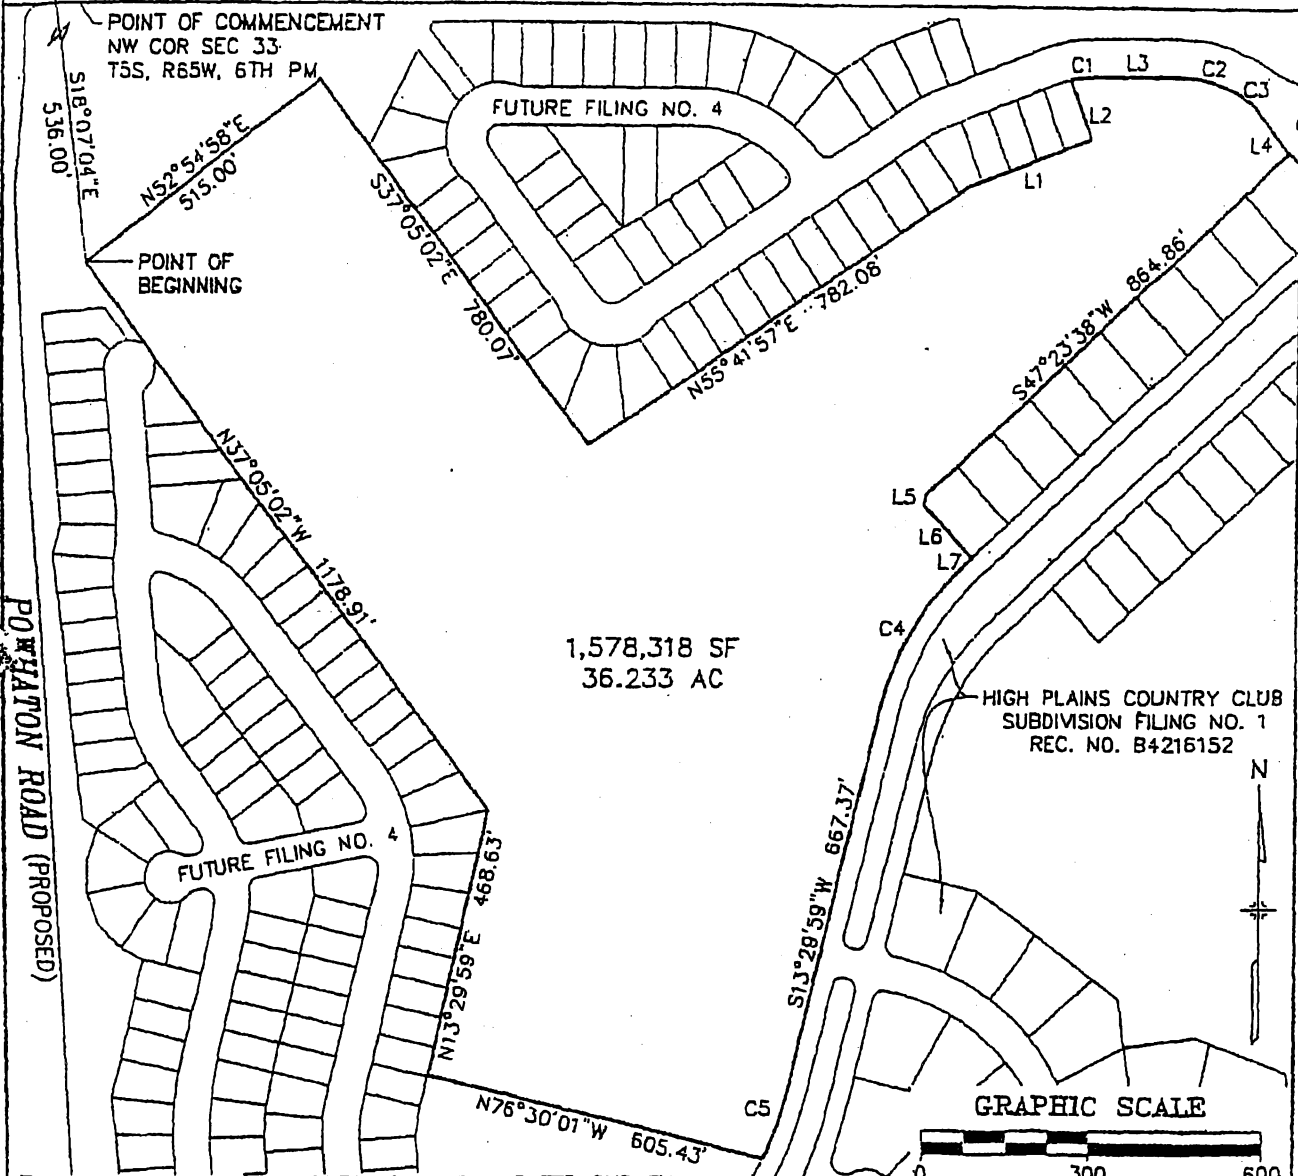 POINT OF COMMENCEMENT
NW COR SEC 33
T5S, R65W, 6TH PM
S18°07'04"E
536.00'
N52°54'58"E
515.00'
POINT OF
BEGINNING
S37°05'02"E 780.07'
FUTURE FILING NO. 4
C1 L3 C2
C3
L2
L4
L1
N55°41'57"E 782.08'
S47°23'38"W 864.86'
L5
L6
L7
C4
N37°05'02"W 1178.91'
1,578,318 SF
36.233 AC
HIGH PLAINS COUNTRY CLUB
SUBDIVISION FILING NO. 1
REC. NO. B4216152
N
POWHATON ROAD (PROPOSED)
FUTURE FILING NO. 4
N13°29'59"E 468.63'
S13°29'59"W 667.37'
N76°30'01"W 605.43'
C5
GRAPHIC SCALE
0 300 600